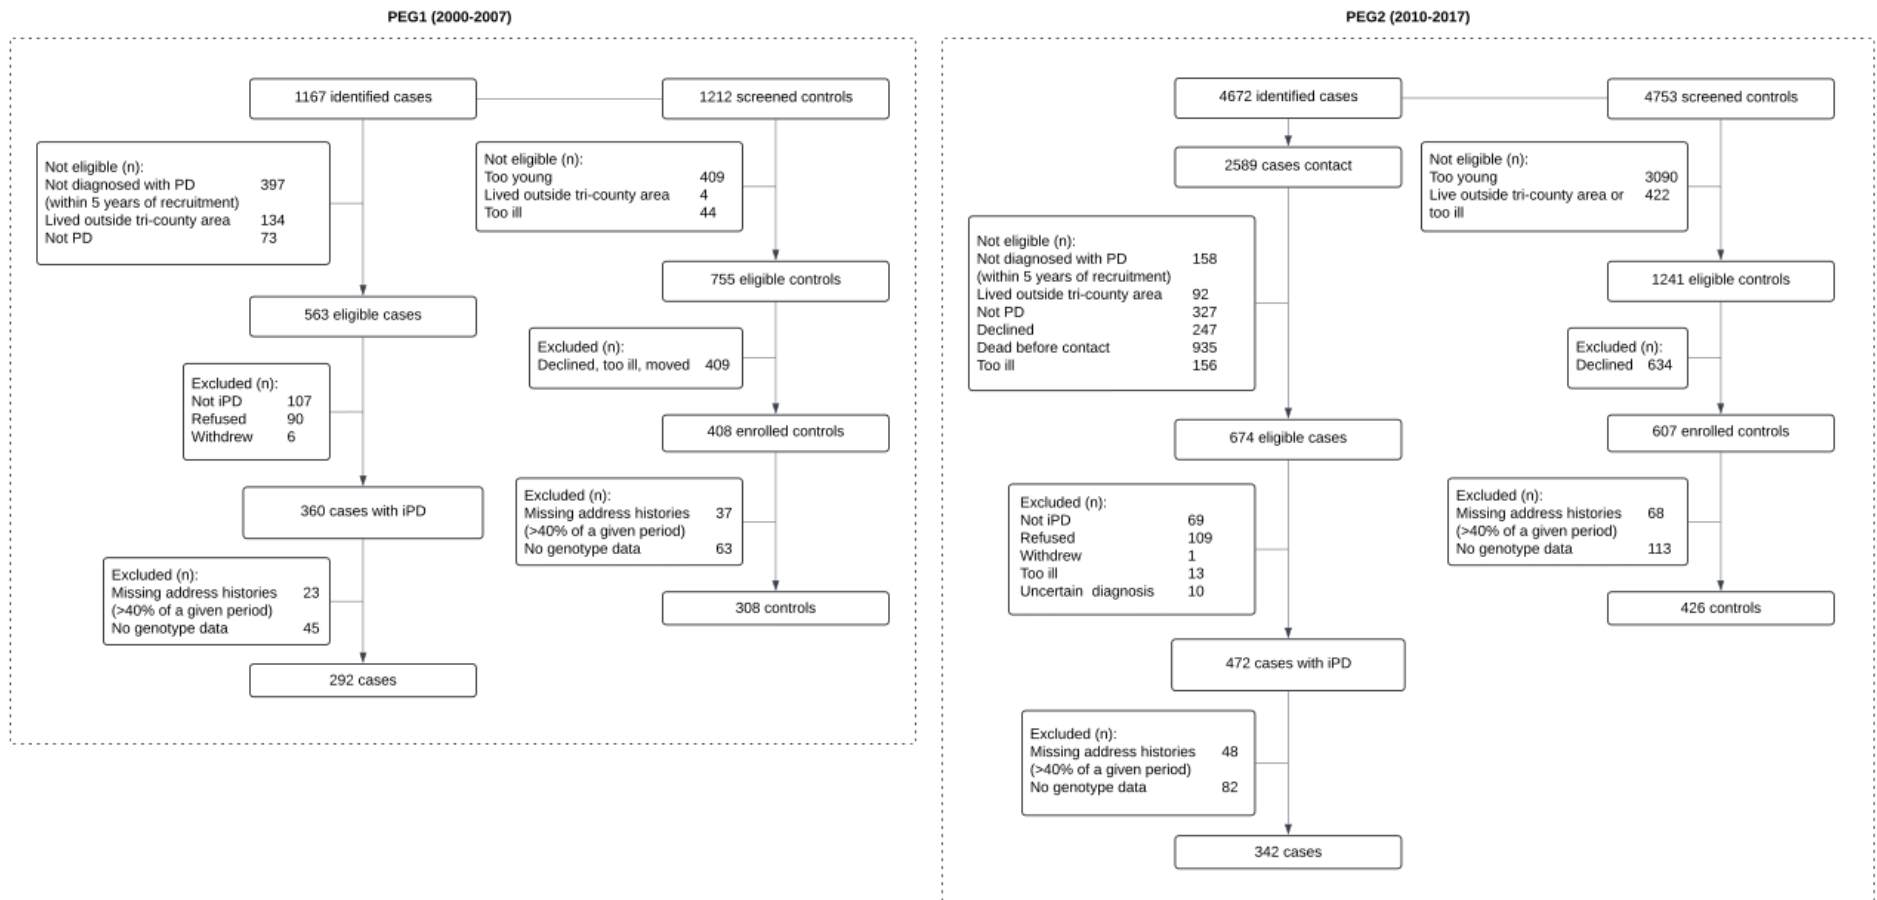 PEG1 (2000-2007)
1167 identified cases
1212 screened controls
Not eligible (n):
Not diagnosed with PD 397
(within 5 years of recruitment)
Lived outside tri-county area 134
Not PD 73
Not eligible (n):
Too young 409
Lived outside tri-county area 4
Too ill 44
755 eligible controls
563 eligible cases
Excluded (n):
Declined, too ill, moved 409
Excluded (n):
Not iPD 107
Refused 90
Withdrew 6
408 enrolled controls
360 cases with iPD
Excluded (n):
Missing address histories 37
(>40% of a given period)
No genotype data 63
Excluded (n):
Missing address histories 23
(>40% of a given period)
No genotype data 45
308 controls
292 cases
PEG2 (2010-2017)
4672 identified cases
4753 screened controls
2589 cases contact
Not eligible (n):
Too young 3090
Live outside tri-county area or 422
too ill
Not eligible (n):
Not diagnosed with PD 158
(within 5 years of recruitment)
Lived outside tri-county area 92
Not PD 327
Declined 247
Dead before contact 935
Too ill 156
1241 eligible controls
Excluded (n):
Declined 634
674 eligible cases
607 enrolled controls
Excluded (n):
Not iPD 69
Refused 109
Withdrew 1
Too ill 13
Uncertain diagnosis 10
Excluded (n):
Missing address histories 68
(>40% of a given period)
No genotype data 113
426 controls
472 cases with iPD
Excluded (n):
Missing address histories 48
(>40% of a given period)
No genotype data 82
342 cases